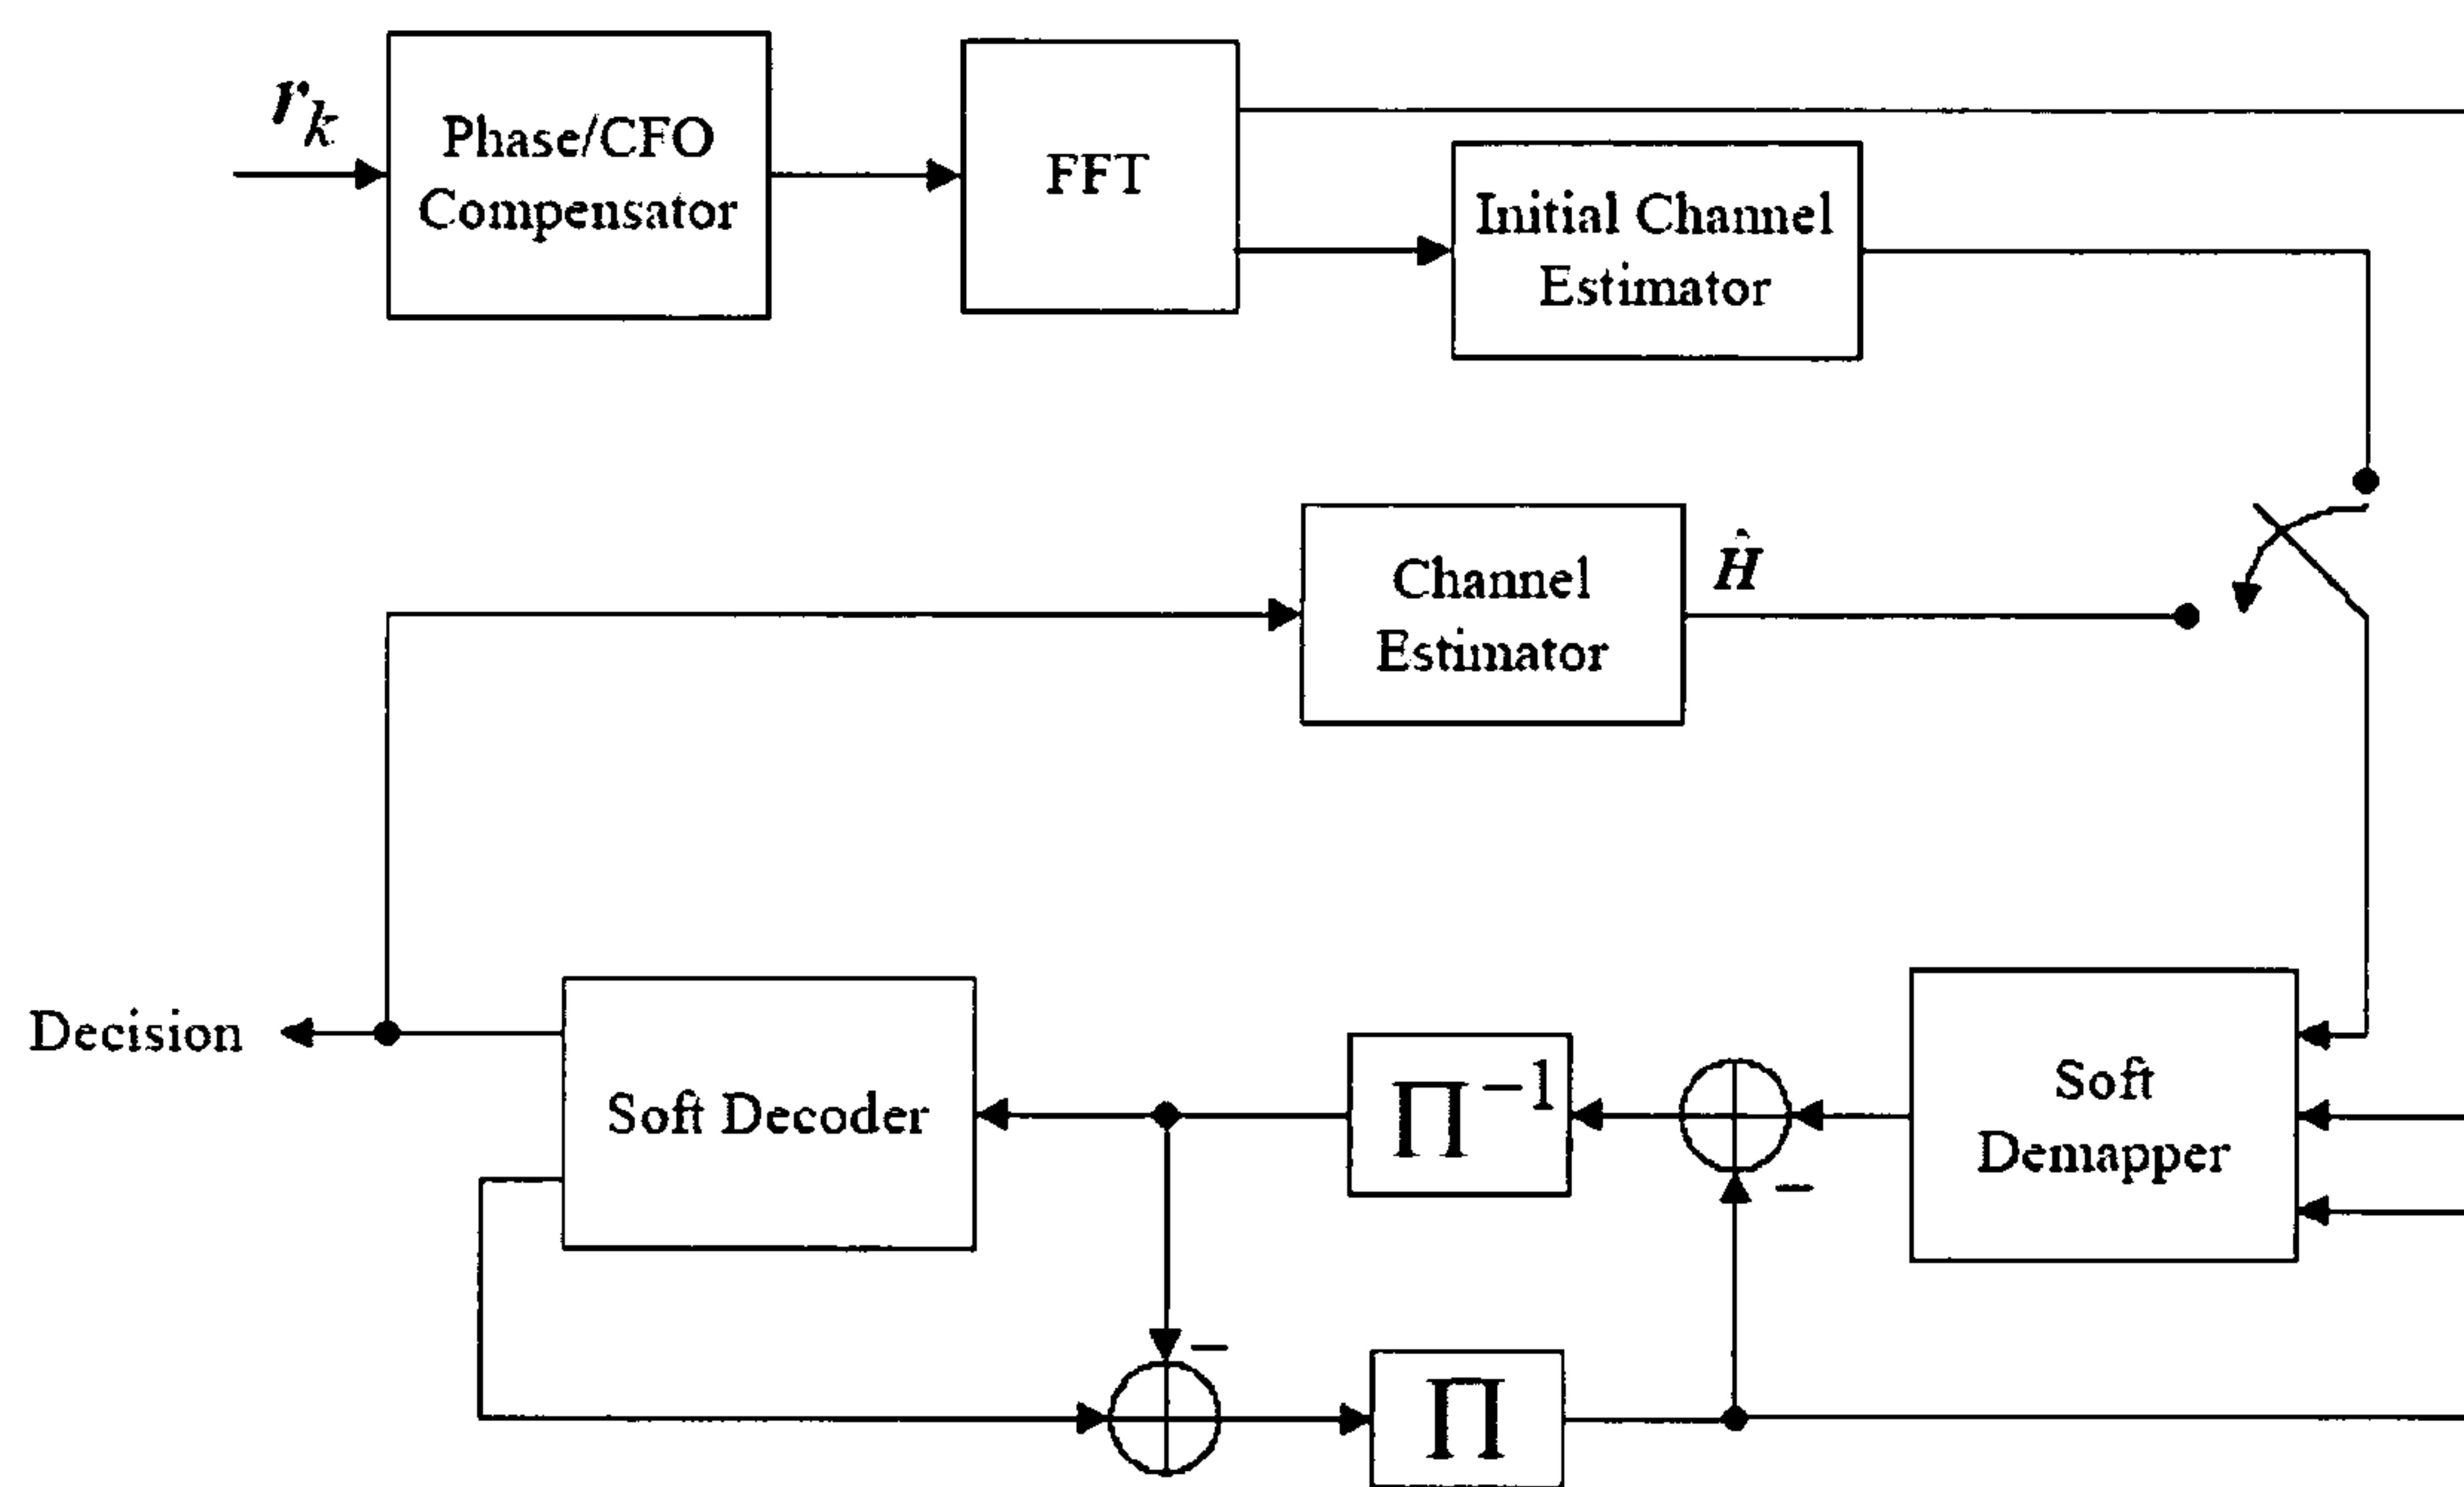 r_k
Phase/CFO
Compensator
FFT
Initial Channel
Estimator
Channel
Estimator
Ĥ
Decision
Soft Decoder
∏⁻¹
Soft
Demapper
−
−
∏